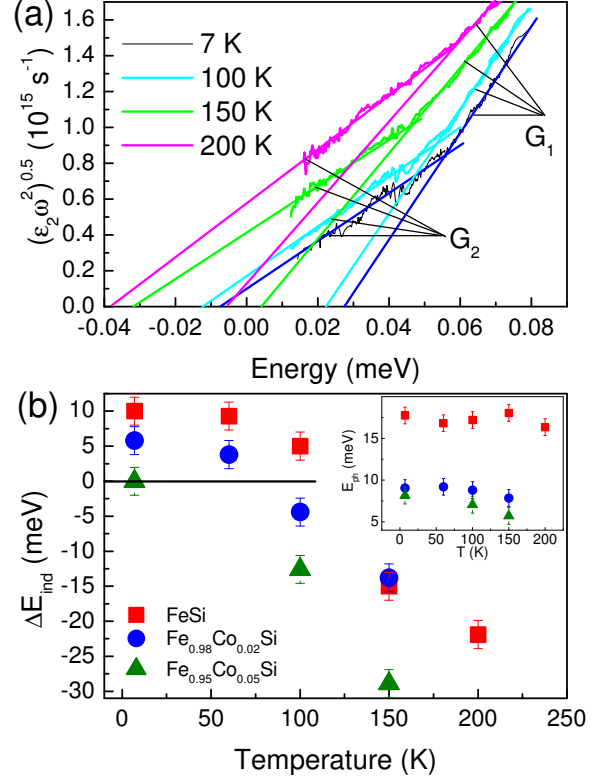 (a)
1.6
1.4
1.2
1.0
0.8
0.6
0.4
0.2
0.0
(ε₂ω²)^0.5 (10^15 s^-1)
7 K
100 K
150 K
200 K
G₁
G₂
-0.04 -0.02 0.00 0.02 0.04 0.06 0.08
Energy (meV)
(b)
10
5
0
-5
-10
-15
-20
-25
-30
ΔE_ind (meV)
FeSi
Fe₀.₉₈Co₀.₀₂Si
Fe₀.₉₅Co₀.₀₅Si
0 50 100 150 200 250
Temperature (K)
15
10
5
E_ph (meV)
0 50 100 150 200
T (K)